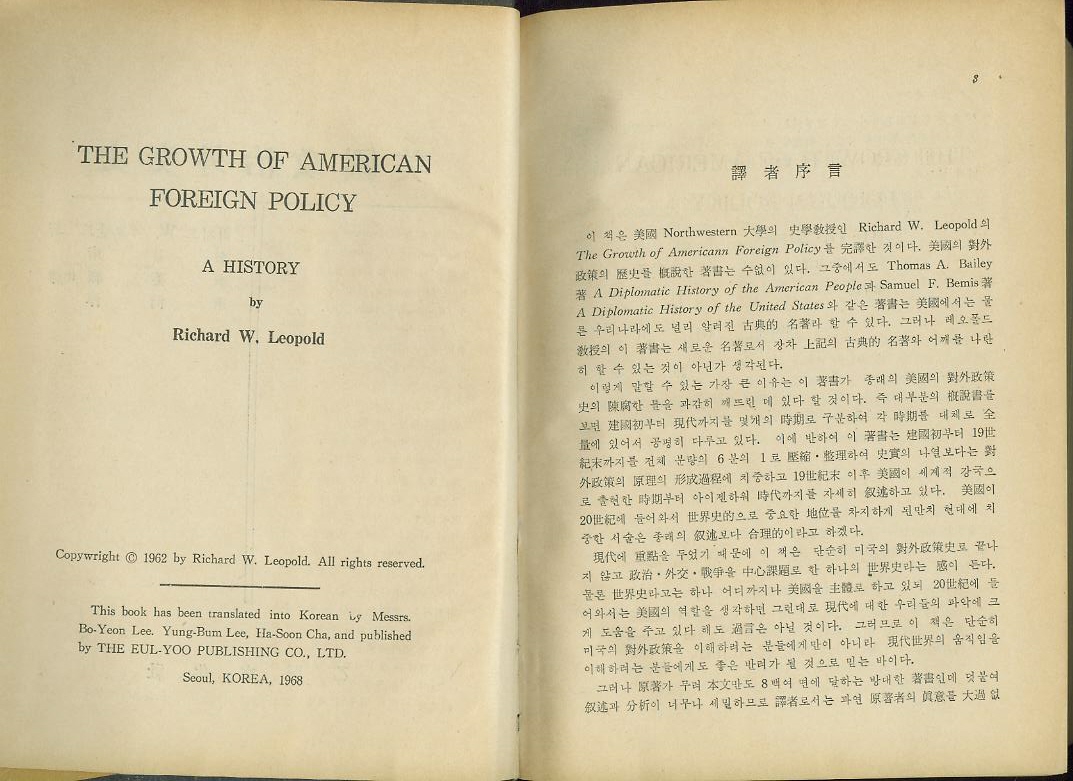 THE GROWTH OF AMERICAN
FOREIGN POLICY
A HISTORY
by
Richard W. Leopold
Copyright © 1962 by Richard W. Leopold. All rights reserved.
This book has been translated into Korean by Messrs.
Bo-Yeon Lee. Yung-Bum Lee, Ha-Soon Cha, and published
by THE EUL-YOO PUBLISHING CO., LTD.
Seoul, KOREA, 1968
3
譯者序言
이 책은 美國 Northwestern 大學의 史學敎授인 Richard W. Leopold의
The Growth of Americann Foreign Policy를 完譯한 것이다. 美國의 對外
政策의 歷史를 槪說한 著書는 수없이 있다. 그중에서도 Thomas A. Bailey
著 A Diplomatic History of the American People과 Samuel F. Bemis 著
A Diplomatic History of the United States와 같은 著書는 美國에서는 물
론 우리나라에도 널리 알려진 古典的 名著라 할 수 있다. 그러나 레오폴드
敎授의 이 著書는 새로운 名著로서 장차 上記의 古典的 名著와 어깨를 나란
히 할 수 있는 것이 아닌가 생각된다.
이렇게 말할 수 있는 가장 큰 이유는 이 著書가 종래의 美國의 對外政策
史의 陳腐한 틀을 과감히 깨뜨린 데 있다 할 것이다. 즉 대부분의 槪說書를
보면 建國初부터 現代까지를 몇개의 時期로 구분하여 각 時期를 대체로 全
量에 있어서 공평히 다루고 있다. 이에 반하여 이 著書는 建國初부터 19世
紀末까지를 전체 분량의 6분의 1로 壓縮·整理하여 史實의 나열보다는 對
外政策의 原理의 形成過程에 치중하고 19世紀末 이후 美國이 세계적 강국으
로 출현한 時期부터 아이젠하워 時代까지를 자세히 叙述하고 있다. 美國이
20世紀에 들어와서 世界史的으로 중요한 地位를 차지하게 된만치 현대에 치
중한 서술은 종래의 叙述보다 合理的이라고 하겠다.
現代에 重點을 두었기 때문에 이 책은 단순히 미국의 對外政策史로 끝나
지 않고 政治·外交·戰爭을 中心課題로 한 하나의 世界史라는 感이 든다.
물론 世界史라고는 하나 어디까지나 美國을 主體로 하고 있되 20世紀에 들
어와서는 美國의 역할을 생각하면 그런대로 現代에 대한 우리들의 파악에 크
게 도움을 주고 있다 해도 過言은 아닐 것이다. 그러므로 이 책은 단순히
미국의 對外政策을 이해하려는 분들에게만이 아니라 現代世界의 움직임을
이해하려는 분들에게도 좋은 반려가 될 것으로 믿는 바이다.
그러나 原著가 무려 本文만도 8백여 면에 달하는 방대한 著書인데 덧붙여
叙述과 分析이 너무나 세밀하므로 譯者로서는 과연 原著者의 眞意를 大過 없